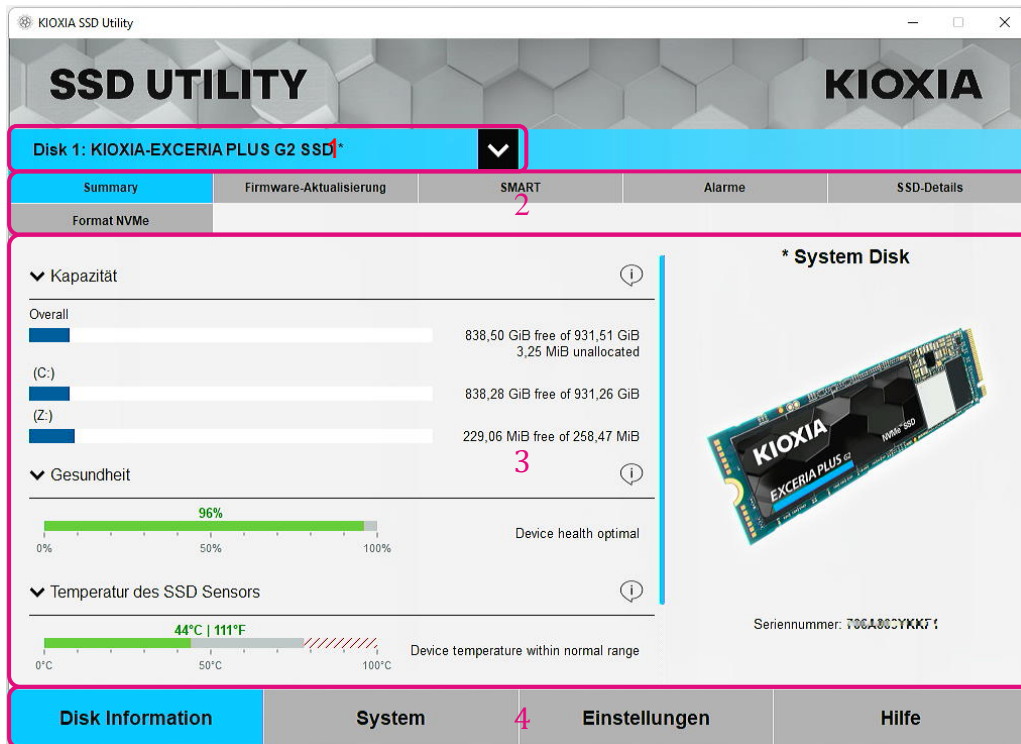 KIOXIA SSD Utility
SSD UTILITY
KIOXIA
Disk 1: KIOXIA-EXCERIA PLUS G2 SSD *
1
Summary
Firmware-Aktualisierung
SMART
Alarme
SSD-Details
2
Format NVMe
Kapazität
Overall
838,50 GiB free of 931,51 GiB
3,25 MiB unallocated
(C:)
838,28 GiB free of 931,26 GiB
(Z:)
229,06 MiB free of 258,47 MiB
3
Gesundheit
96%
0%
50%
100%
Device health optimal
Temperatur des SSD Sensors
44°C | 111°F
0°C
50°C
100°C
Device temperature within normal range
* System Disk
KIOXIA
NVMe SSD
EXCERIA PLUS G2
Seriennummer:
Disk Information
System
4
Einstellungen
Hilfe